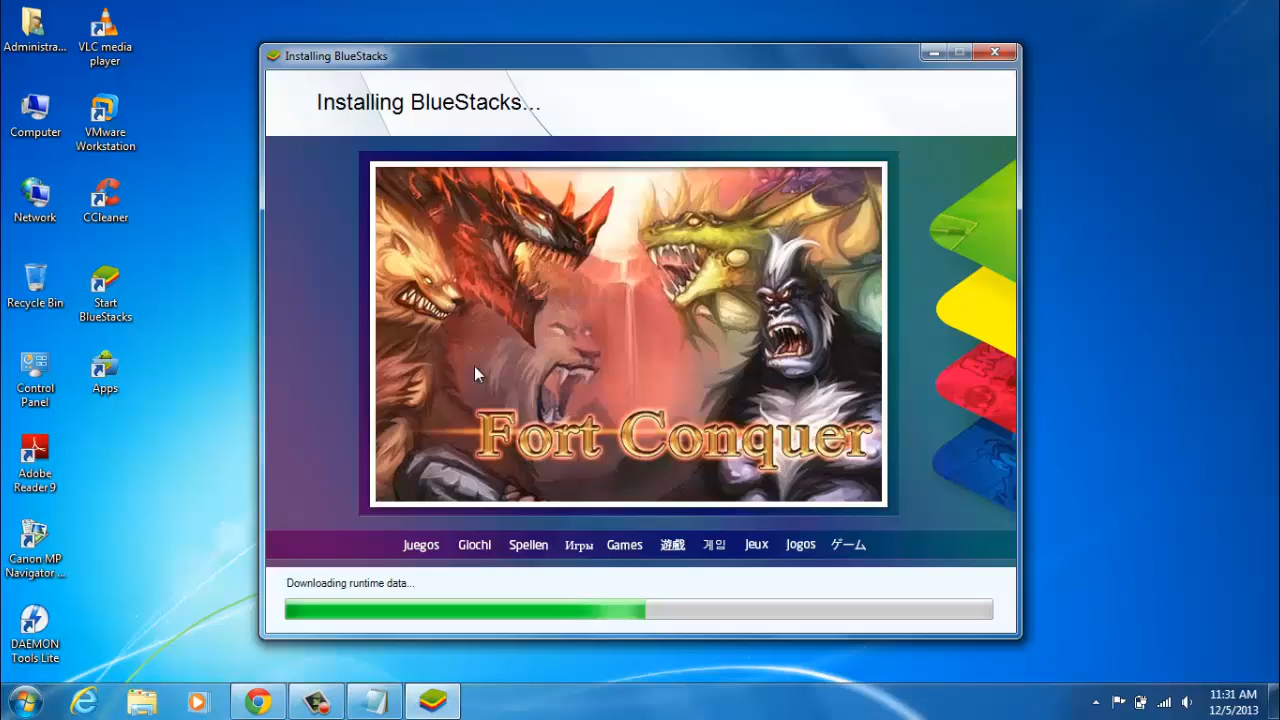 Administra...
VLC media
player
Computer
VMware
Workstation
Network
CCleaner
Recycle Bin
Start
BlueStacks
Control
Panel
Apps
Adobe
Reader 9
Canon MP
Navigator ...
DAEMON
Tools Lite
Installing BlueStacks
Installing BlueStacks...
Fort Conquer
Juegos Giochi Spellen Игры Games 遊戲 게임 Jeux Jogos ゲーム
Downloading runtime data...
11:31 AM
12/5/2013